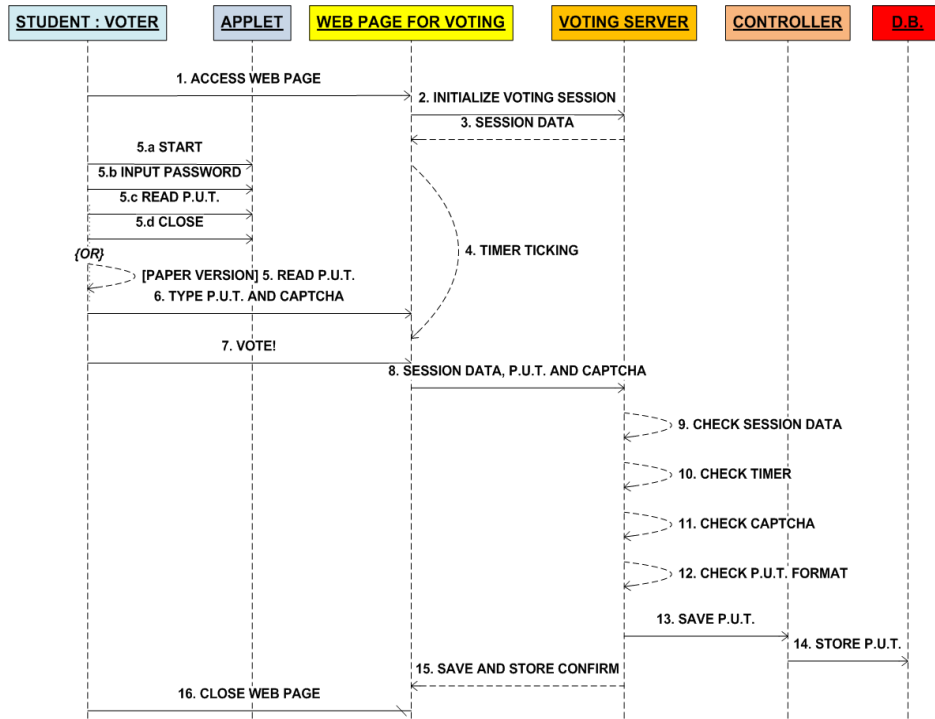 STUDENT : VOTER
APPLET
WEB PAGE FOR VOTING
VOTING SERVER
CONTROLLER
D.B.
1. ACCESS WEB PAGE
2. INITIALIZE VOTING SESSION
3. SESSION DATA
5.a START
5.b INPUT PASSWORD
5.c READ P.U.T.
5.d CLOSE
4. TIMER TICKING
{OR}
[PAPER VERSION] 5. READ P.U.T.
6. TYPE P.U.T. AND CAPTCHA
7. VOTE!
8. SESSION DATA, P.U.T. AND CAPTCHA
9. CHECK SESSION DATA
10. CHECK TIMER
11. CHECK CAPTCHA
12. CHECK P.U.T. FORMAT
13. SAVE P.U.T.
14. STORE P.U.T.
15. SAVE AND STORE CONFIRM
16. CLOSE WEB PAGE